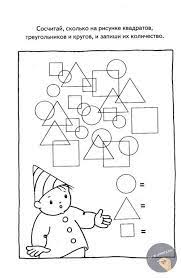 Сосчитай, сколько на рисунке квадратов,
треугольников и кругов, и запиши их количество.
=
=
=